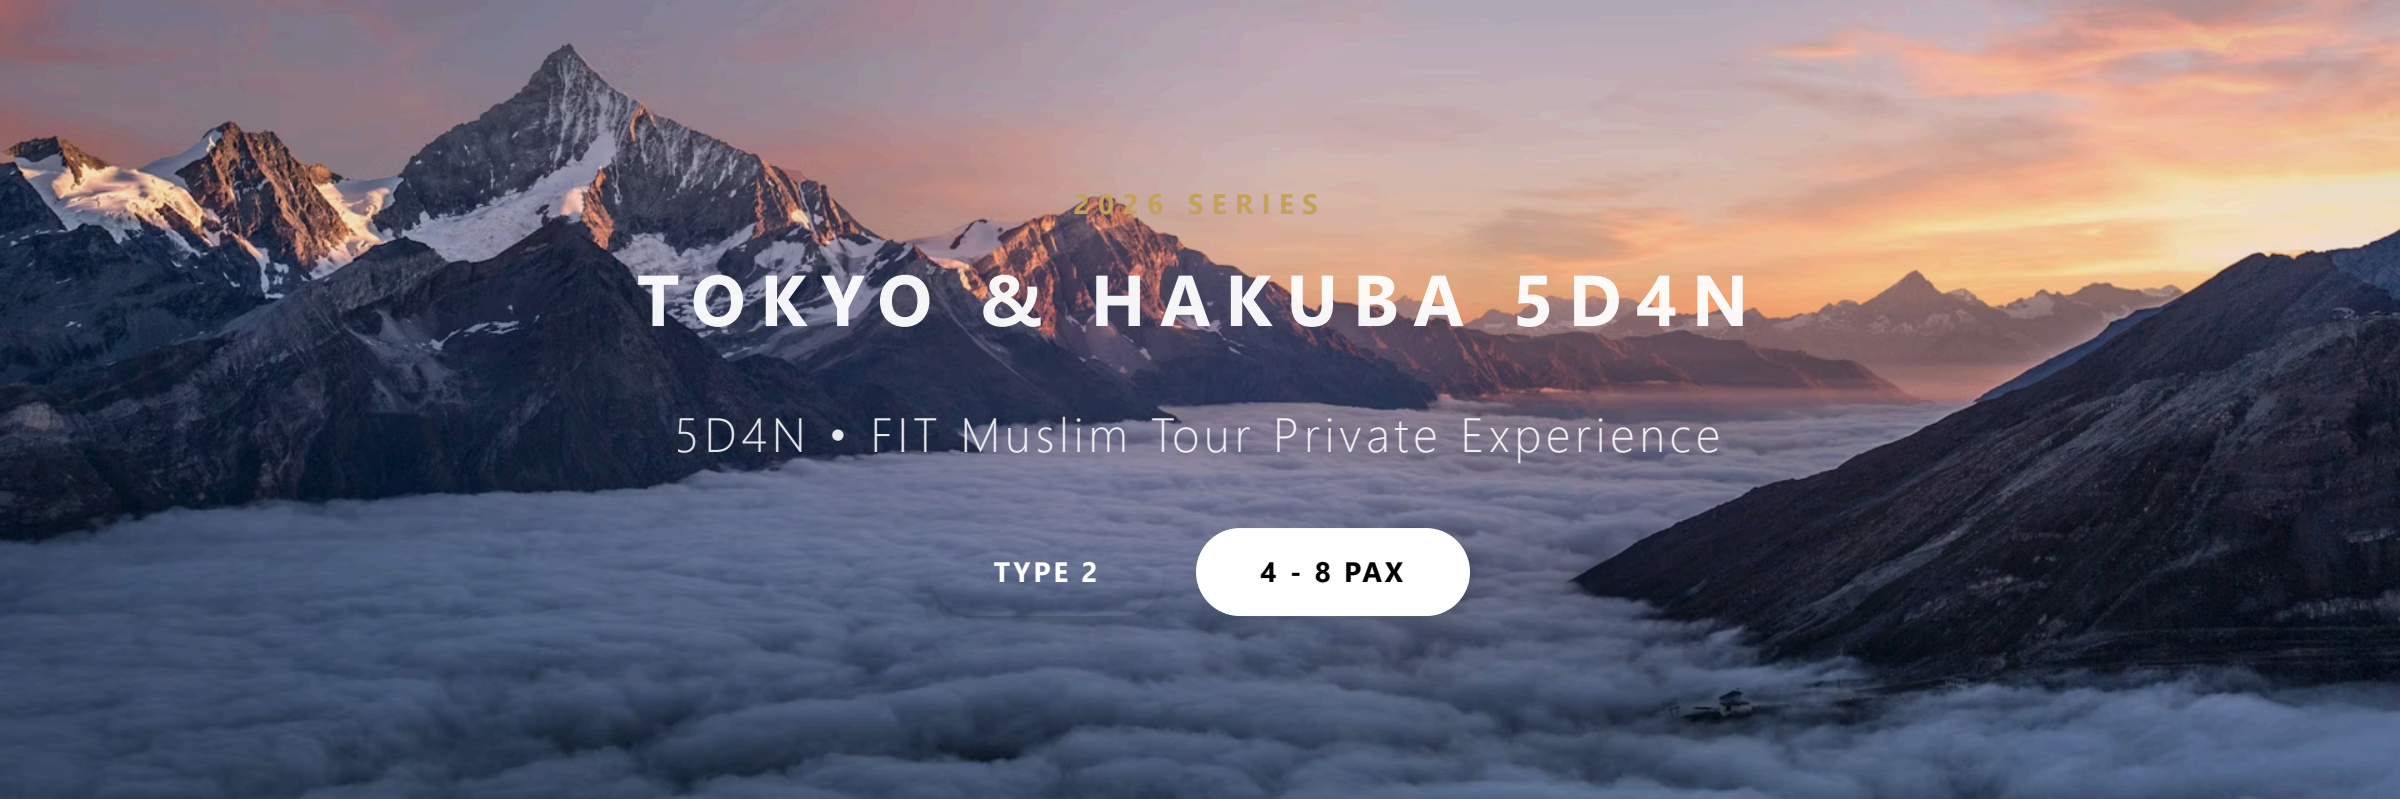 2026 SERIES
TOKYO & HAKUBA 5D4N
5D4N • FIT Muslim Tour Private Experience
TYPE 2
4 - 8 PAX